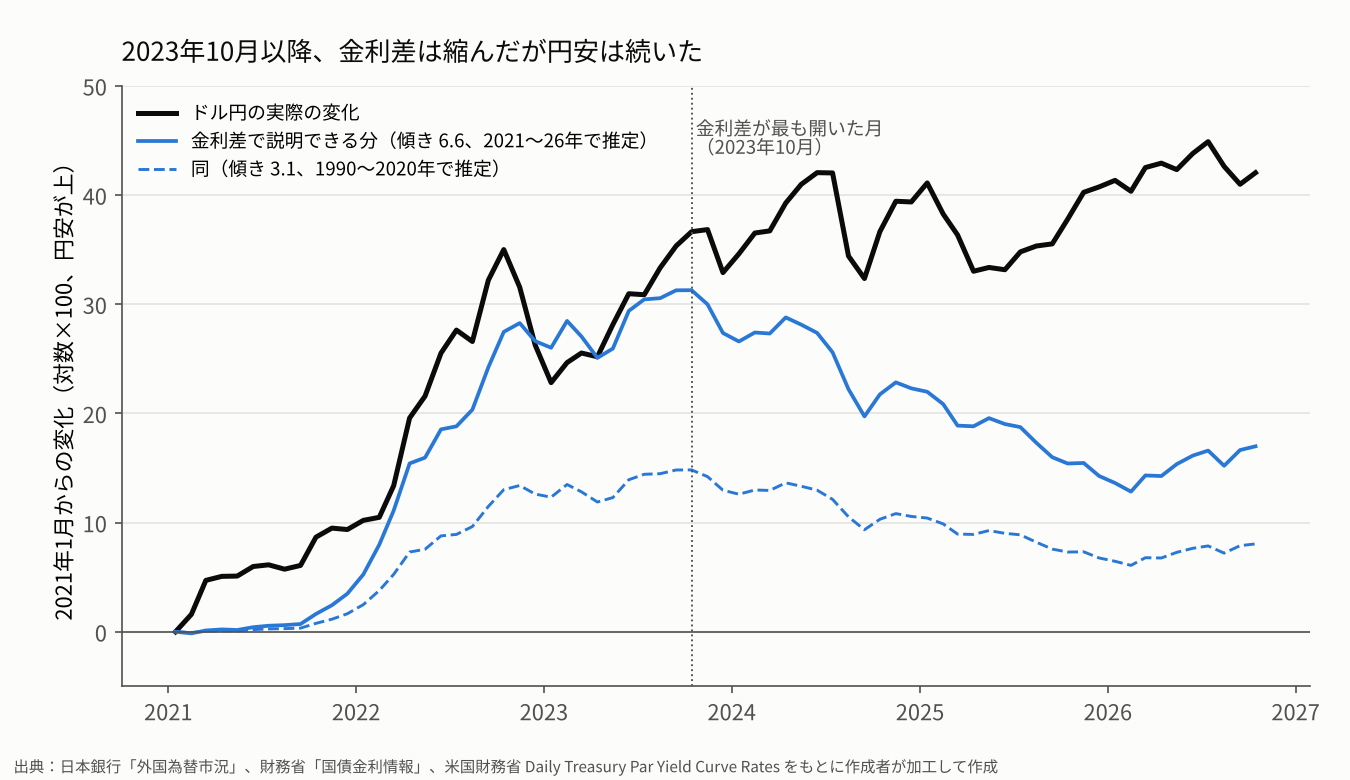 2023年10月以降、金利差は縮んだが円安は続いた
ドル円の実際の変化
金利差で説明できる分（傾き 6.6、2021〜26年で推定）
同（傾き 3.1、1990〜2020年で推定）
金利差が最も開いた月
（2023年10月）
2021年1月からの変化（対数×100、円安が上）
50
40
30
20
10
0
2021
2022
2023
2024
2025
2026
2027
出典：日本銀行「外国為替市況」、財務省「国債金利情報」、米国財務省 Daily Treasury Par Yield Curve Rates をもとに作成者が加工して作成